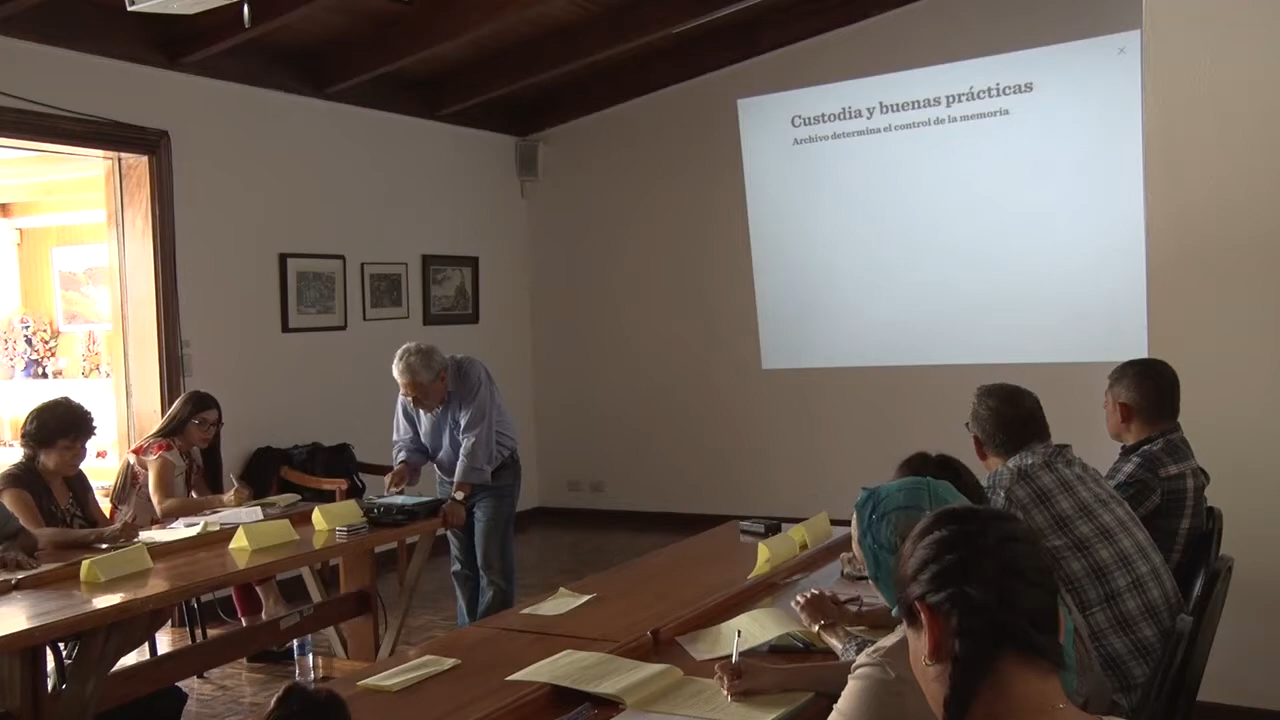 Custodia y buenas prácticas
Archivo determina el control de la memoria